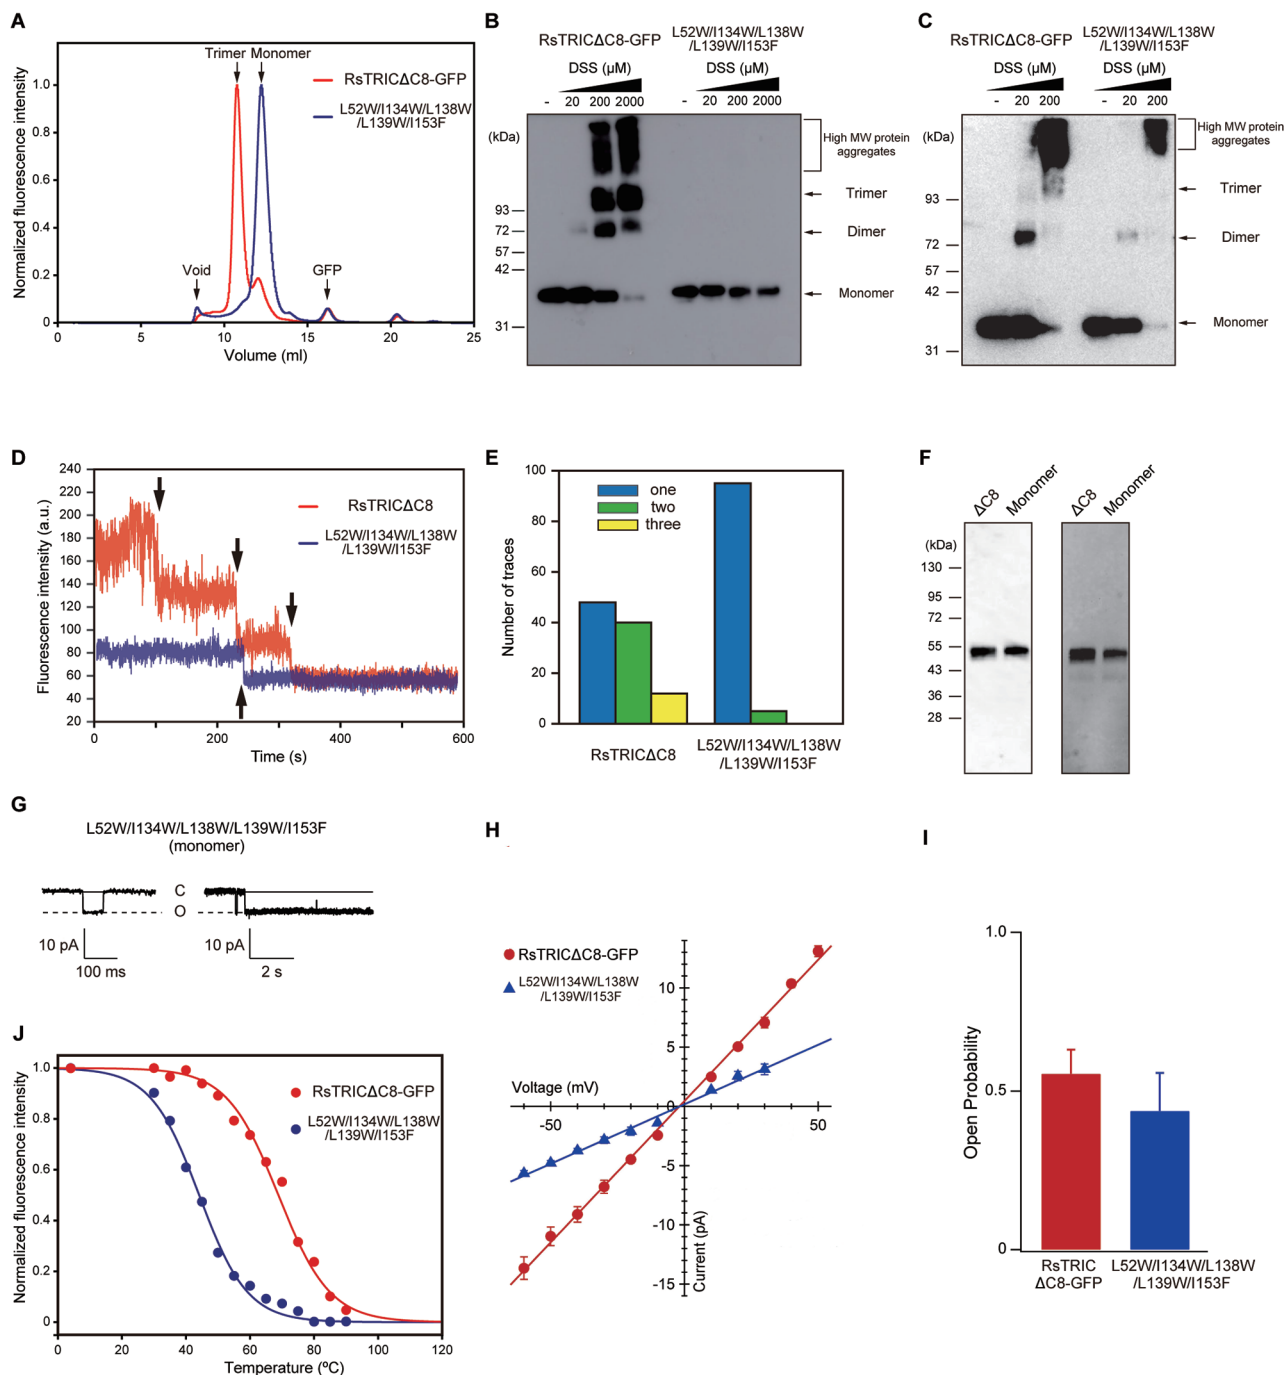 A
Trimer Monomer
RsTRICΔC8-GFP
L52W/I134W/L138W
/L139W/I153F
Void
GFP
Normalized fluorescence intensity
1.0
0.8
0.6
0.4
0.2
0
0 5 10 15 20 25
Volume (ml)
B
RsTRICΔC8-GFP
L52W/I134W/L138W
/L139W/I153F
DSS (µM) DSS (µM)
- 20 200 2000 - 20 200 2000
(kDa)
93
72
57
42
31
High MW protein
aggregates
Trimer
Dimer
Monomer
C
RsTRICΔC8-GFP
L52W/I134W/L138W
/L139W/I153F
DSS (µM) DSS (µM)
- 20 200 - 20 200
(kDa)
93
72
57
42
31
High MW protein
aggregates
Trimer
Dimer
Monomer
D
RsTRICΔC8
L52W/I134W/L138W
/L139W/I153F
Fluorescence intensity (a.u.)
240
220
200
180
160
140
120
100
80
60
40
20
0 200 400 600
Time (s)
E
one
two
three
Number of traces
100
80
60
40
20
0
RsTRICΔC8
L52W/I134W/L138W
/L139W/I153F
F
ΔC8 Monomer ΔC8 Monomer
(kDa)
130
95
72
55
43
36
28
G
L52W/I134W/L138W/L139W/I153F
(monomer)
C
O
10 pA
100 ms
10 pA
2 s
H
RsTRICΔC8-GFP
L52W/I134W/L138W
/L139W/I153F
Voltage (mV)
Current (pA)
10
5
0
-5
-10
-15
-50 50
I
Open Probability
1.0
0.5
0
RsTRIC
ΔC8-GFP
L52W/I134W/L138W
/L139W/I153F
J
RsTRICΔC8-GFP
L52W/I134W/L138W
/L139W/I153F
Normalized fluorescence intensity
1.0
0.8
0.6
0.4
0.2
0
0 20 40 60 80 100 120
Temperature (ºC)